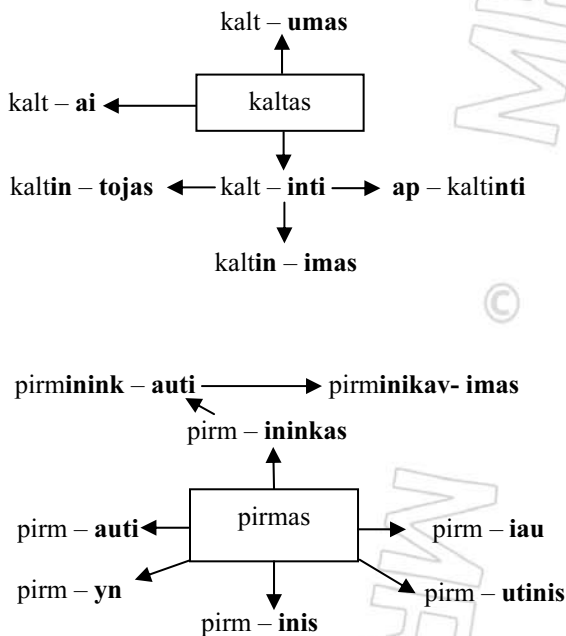 kalt – umas
kalt – ai
kaltas
kaltin – tojas
kalt – inti
ap – kaltinti
kaltin – imas
©
pirminink – auti
pirminikav- imas
pirm – ininkas
pirm – auti
pirmas
pirm – iau
pirm – yn
pirm – utinis
pirm – inis